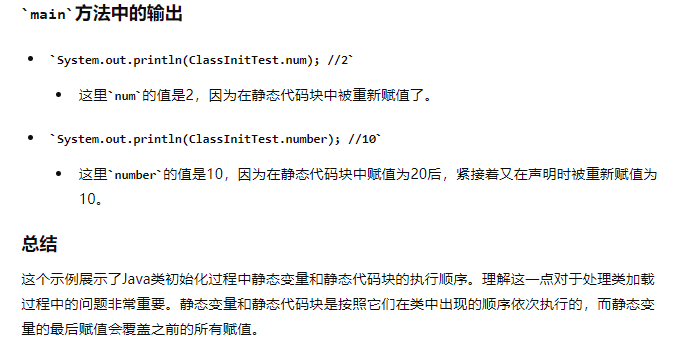 `main`方法中的输出
`System.out.println(ClassInitTest.num); //2`
这里`num`的值是2，因为在静态代码块中被重新赋值了。
`System.out.println(ClassInitTest.number); //10`
这里`number`的值是10，因为在静态代码块中赋值为20后，紧接着又在声明时被重新赋值为
10。
总结
这个示例展示了Java类初始化过程中静态变量和静态代码块的执行顺序。理解这一点对于处理类加载
过程中的问题非常重要。静态变量和静态代码块是按照它们在类中出现的顺序依次执行的，而静态变
量的最后赋值会覆盖之前的所有赋值。